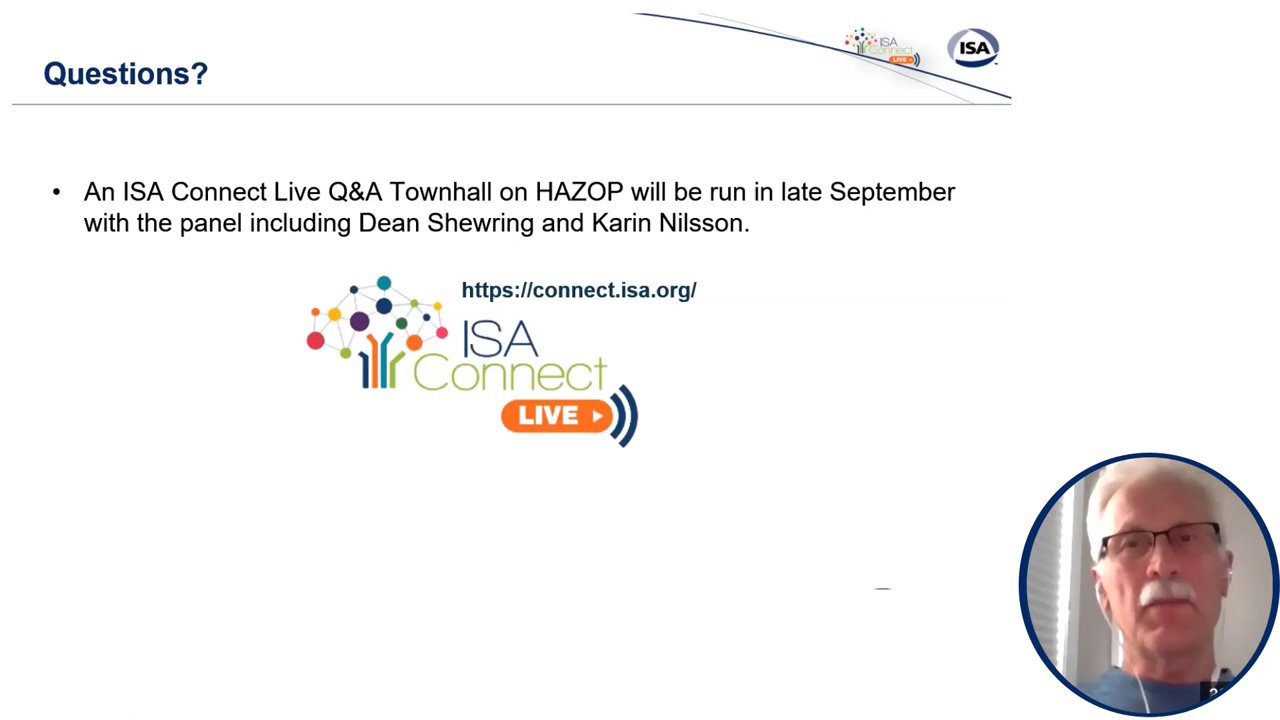 ISA
Connect
LIVE
ISA
Questions?
• An ISA Connect Live Q&A Townhall on HAZOP will be run in late September
with the panel including Dean Shewring and Karin Nilsson.
https://connect.isa.org/
ISA
Connect
LIVE